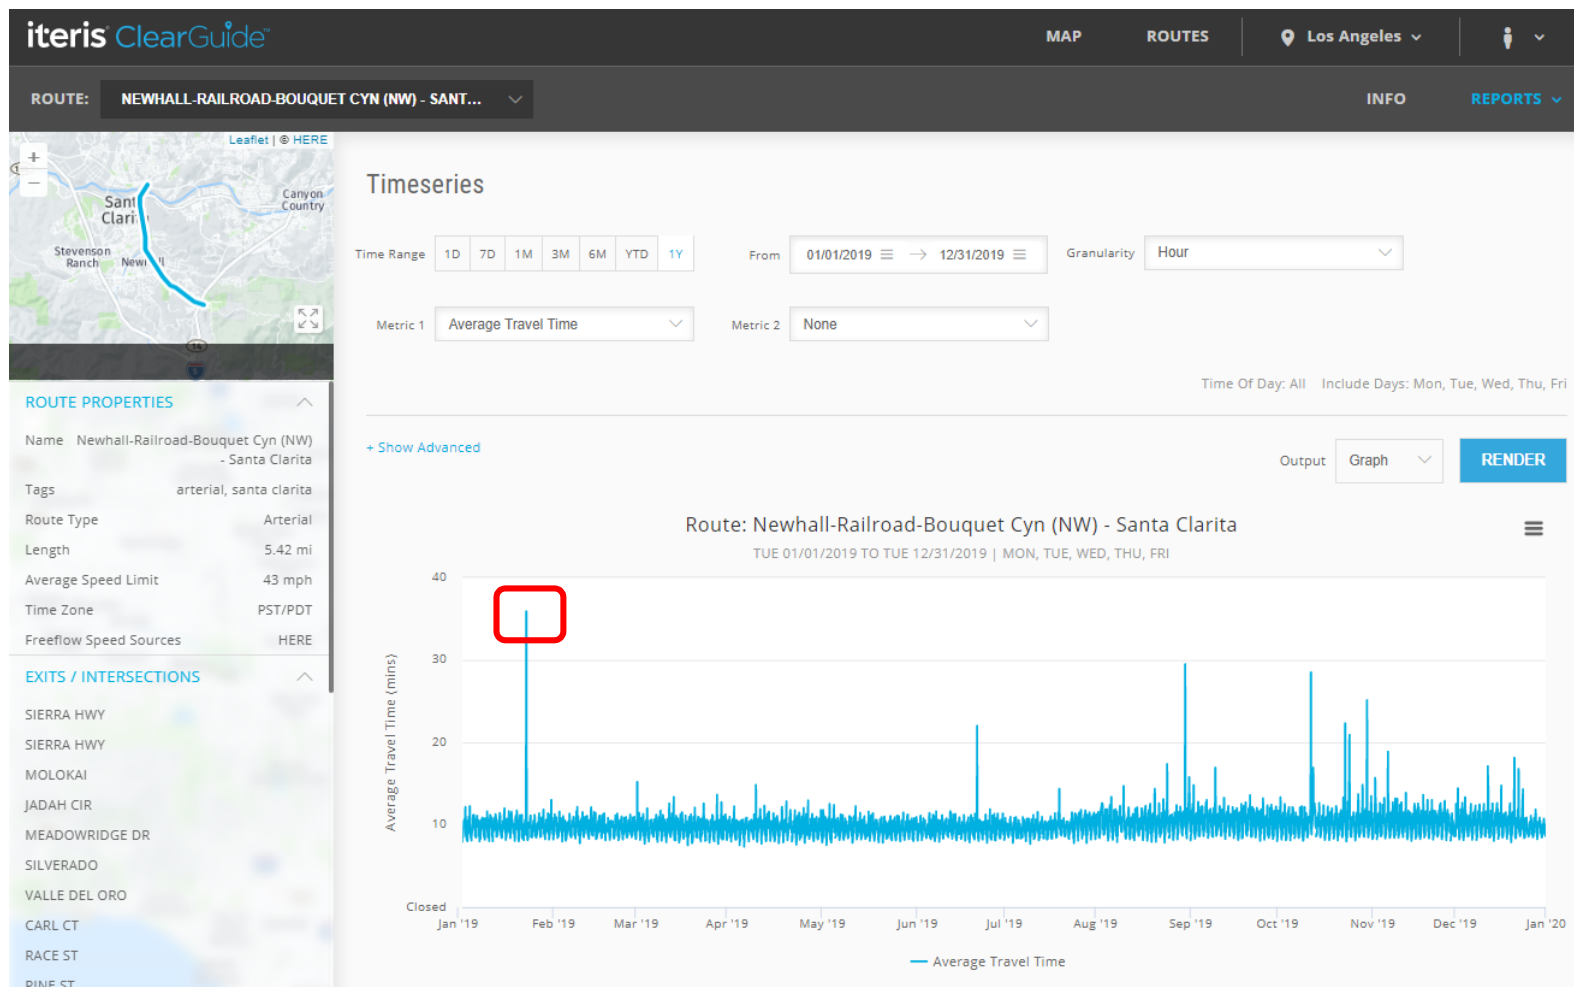 iteris ClearGuide™
MAP ROUTES Los Angeles
ROUTE: NEWHALL-RAILROAD-BOUQUET CYN (NW) - SANT... INFO REPORTS
Leaflet | © HERE
+
−
Santa
Clarita
Canyon
Country
Stevenson
Ranch
14
5
ROUTE PROPERTIES
Name Newhall-Railroad-Bouquet Cyn (NW)
- Santa Clarita
Tags arterial, santa clarita
Route Type Arterial
Length 5.42 mi
Average Speed Limit 43 mph
Time Zone PST/PDT
Freeflow Speed Sources HERE
EXITS / INTERSECTIONS
SIERRA HWY
SIERRA HWY
MOLOKAI
JADAH CIR
MEADOWRIDGE DR
SILVERADO
VALLE DEL ORO
CARL CT
RACE ST
PINE ST
Timeseries
Time Range 1D 7D 1M 3M 6M YTD 1Y From 01/01/2019 → 12/31/2019 Granularity Hour
Metric 1 Average Travel Time Metric 2 None
Time Of Day: All Include Days: Mon, Tue, Wed, Thu, Fri
+ Show Advanced
Output Graph RENDER
Route: Newhall-Railroad-Bouquet Cyn (NW) - Santa Clarita
TUE 01/01/2019 TO TUE 12/31/2019 | MON, TUE, WED, THU, FRI
Average Travel Time (mins)
40
30
20
10
Closed
Jan '19 Feb '19 Mar '19 Apr '19 May '19 Jun '19 Jul '19 Aug '19 Sep '19 Oct '19 Nov '19 Dec '19 Jan '20
Average Travel Time